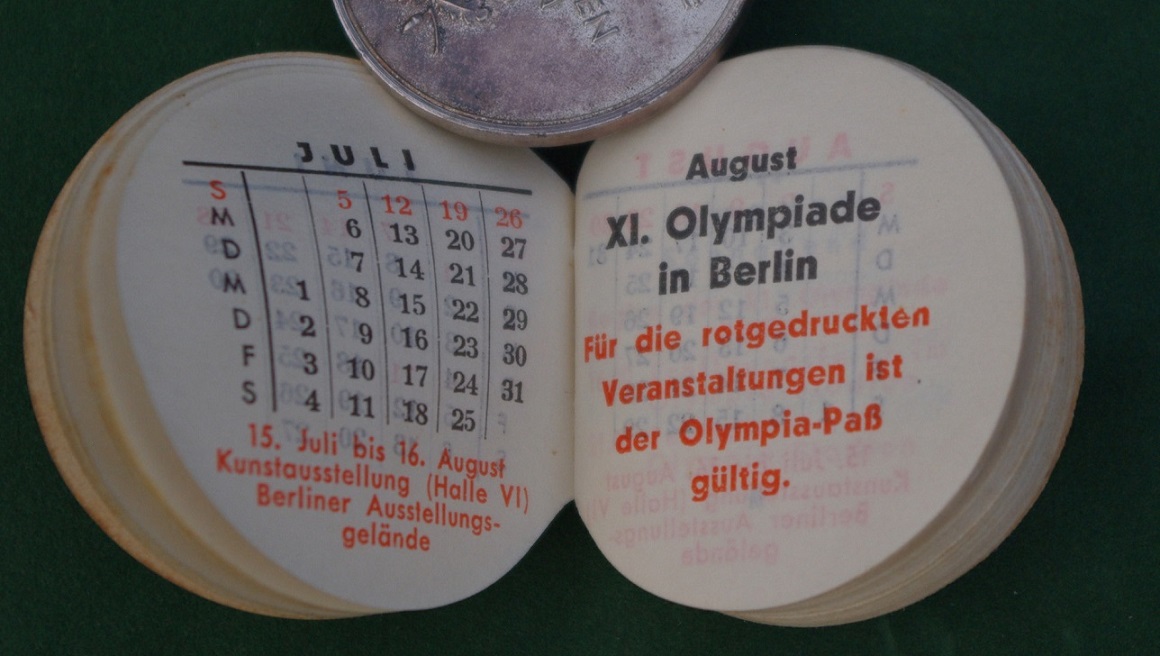 EN
JULI
S 5 12 19 26
M 6 13 20 27
D 7 14 21 28
M 1 8 15 22 29
D 2 9 16 23 30
F 3 10 17 24 31
S 4 11 18 25
15. Juli bis 16. August
Kunstausstellung (Halle VI)
Berliner Ausstellungs-
gelände
August
XI. Olympiade
in Berlin
Für die rotgedruckten
Veranstaltungen ist
der Olympia-Paß
gültig.